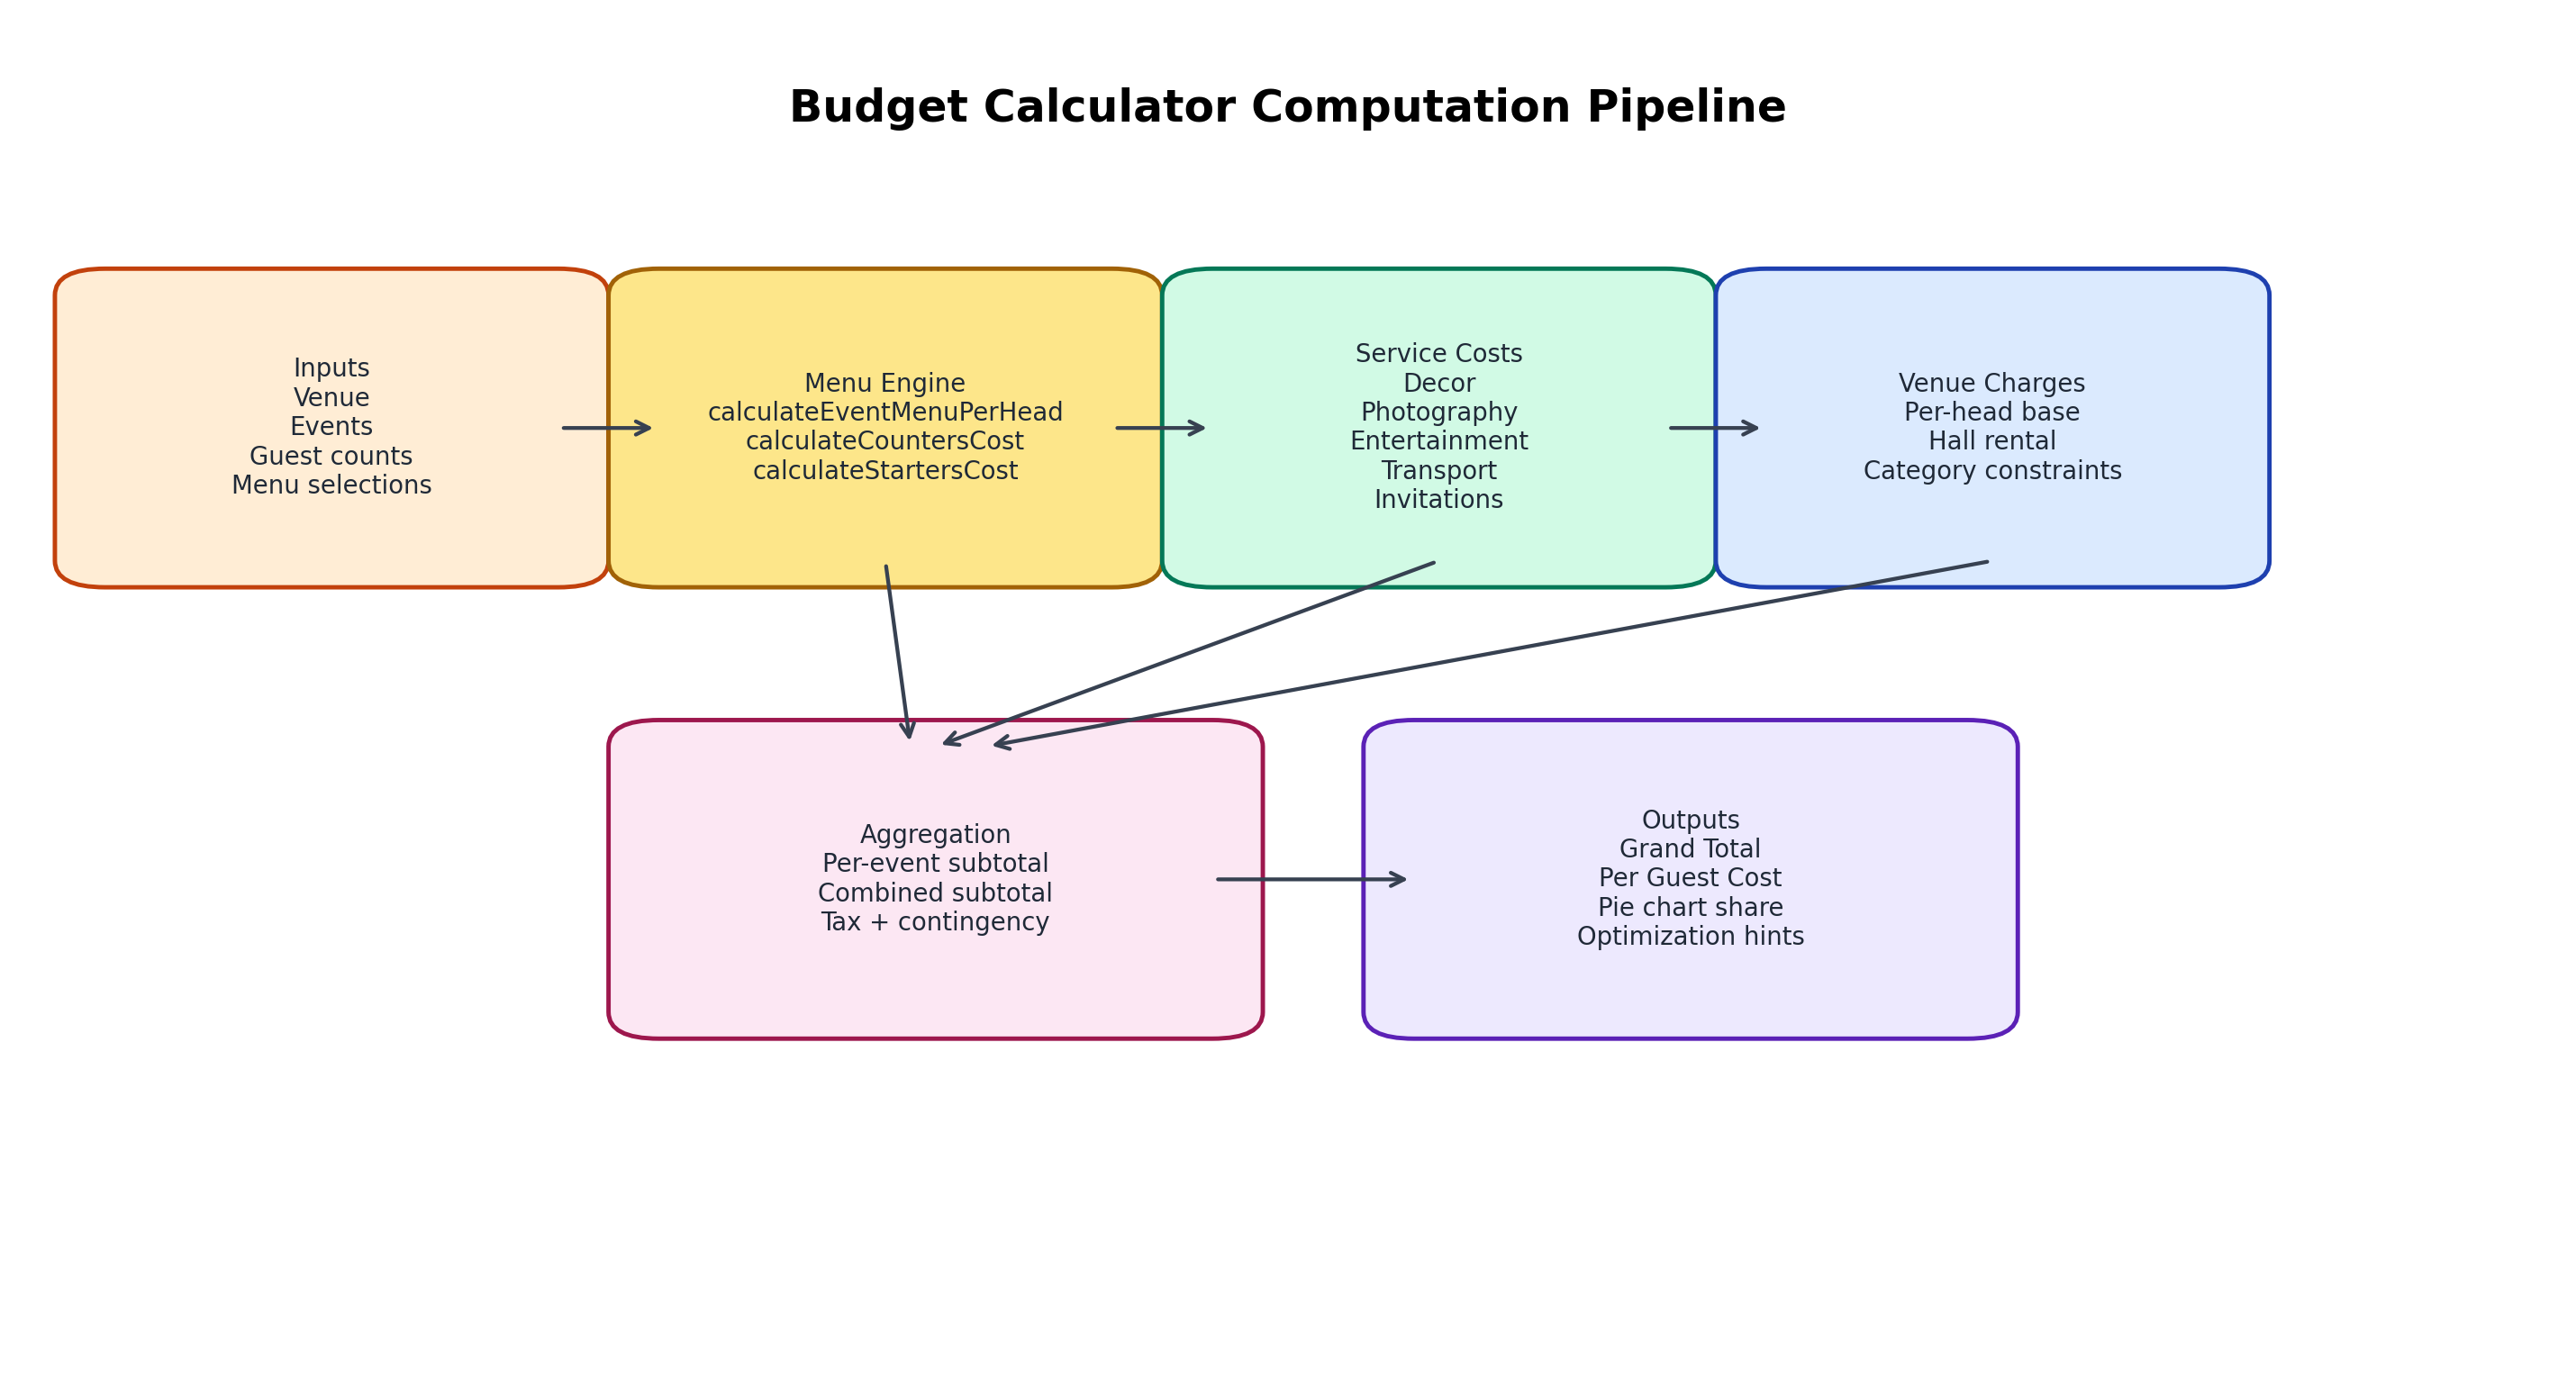 Budget Calculator Computation Pipeline
Inputs
Venue
Events
Guest counts
Menu selections
Menu Engine
calculateEventMenuPerHead
calculateCountersCost
calculateStartersCost
Service Costs
Decor
Photography
Entertainment
Transport
Invitations
Venue Charges
Per-head base
Hall rental
Category constraints
Aggregation
Per-event subtotal
Combined subtotal
Tax + contingency
Outputs
Grand Total
Per Guest Cost
Pie chart share
Optimization hints